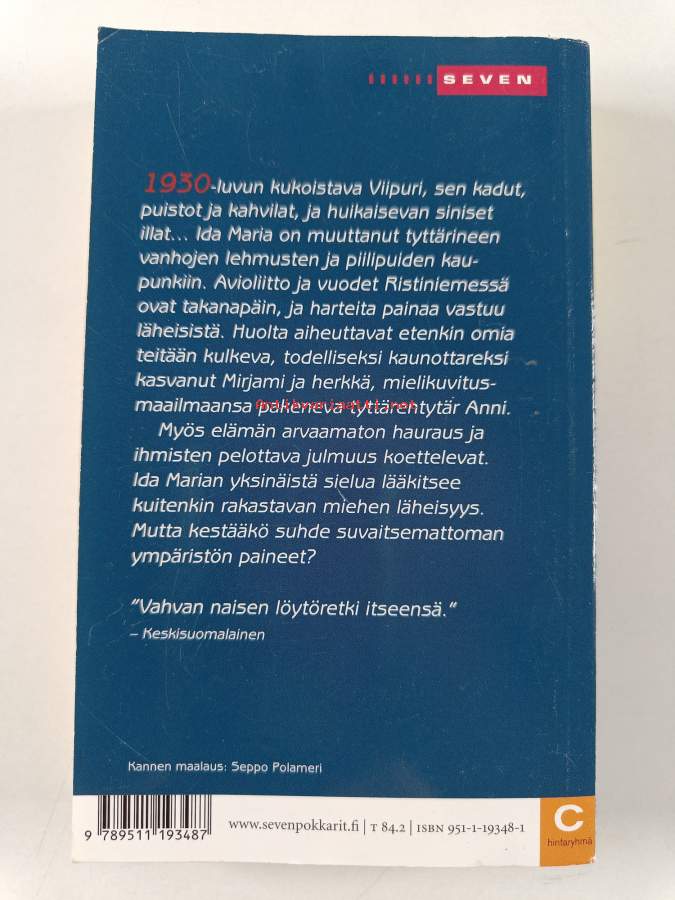 SEVEN
1930-luvun kukoistava Viipuri, sen kadut,
puistot ja kahvilat, ja huikaisevan siniset
illat... Ida Maria on muuttanut tyttärineen
vanhojen lehmusten ja piilipuiden kau-
punkiin. Avioliitto ja vuodet Ristiniemessä
ovat takanapäin, ja harteita painaa vastuu
läheisistä. Huolta aiheuttavat etenkin omia
teitään kulkeva, todelliseksi kaunottareksi
kasvanut Mirjami ja herkkä, mielikuvitus-
maailmaansa pakeneva tyttärentytär Anni.
Antikvariaatti.net
Myös elämän arvaamaton hauraus ja
ihmisten pelottava julmuus koettelevat.
Ida Marian yksinäistä sielua lääkitsee
kuitenkin rakastavan miehen läheisyys.
Mutta kestääkö suhde suvaitsemattoman
ympäristön paineet?
"Vahvan naisen löytöretki itseensä."
– Keskisuomalainen
Kannen maalaus: Seppo Polameri
9 789511 193487
www.sevenpokkarit.fi | T 84.2 | ISBN 951-1-19348-1
C
hintaryhmä